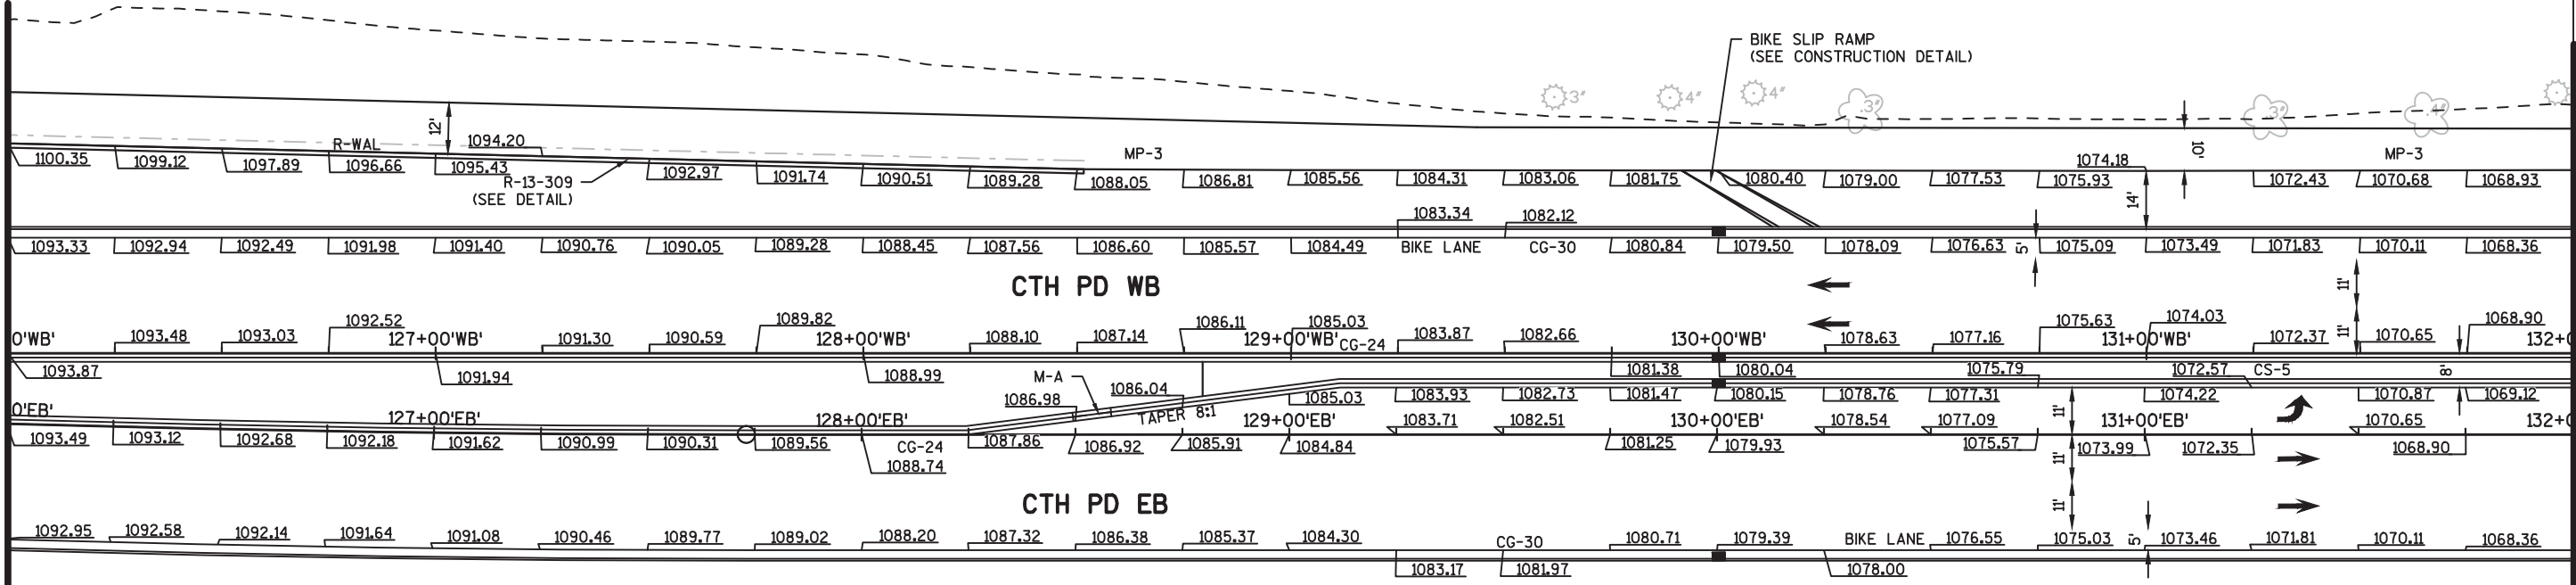 BIKE SLIP RAMP
(SEE CONSTRUCTION DETAIL)
3" 4" 4" .3" .3" .4"
12'
R-WAL 1094.20 MP-3 1074.18 10' MP-3
1100.35 1099.12 1097.89 1096.66 1095.43 1092.97 1091.74 1090.51 1089.28 1088.05 1086.81 1085.56 1084.31 1083.06 1081.75 1080.40 1079.00 1077.53 1075.93 1072.43 1070.68 1068.93
R-13-309
(SEE DETAIL)
14'
1083.34 1082.12
1093.33 1092.94 1092.49 1091.98 1091.40 1090.76 1090.05 1089.28 1088.45 1087.56 1086.60 1085.57 1084.49 BIKE LANE CG-30 1080.84 1079.50 1078.09 1076.63 5' 1075.09 1073.49 1071.83 1070.11 1068.36
CTH PD WB
11'
1092.52 1089.82 1086.11 1085.03 1075.63 1074.03 1068.90
0'WB' 1093.48 1093.03 127+00'WB' 1091.30 1090.59 128+00'WB' 1088.10 1087.14 129+00'WB' CG-24 1083.87 1082.66 130+00'WB' 1078.63 1077.16 131+00'WB' 1072.37 11' 1070.65 132+0
1093.87 1091.94 1088.99 M-A 1081.38 1080.04 1075.79 1072.57 CS-5 8'
1086.98 1086.04 1085.03 1083.93 1082.73 1081.47 1080.15 1078.76 1077.31 1074.22 1070.87 1069.12
0'EB' 127+00'EB' 128+00'EB' TAPER 8:1 129+00'EB' 1083.71 1082.51 130+00'EB' 1078.54 1077.09 11' 131+00'EB' 1070.65 132+0
1093.49 1093.12 1092.68 1092.18 1091.62 1090.99 1090.31 1089.56 CG-24 1087.86 1086.92 1085.91 1084.84 1081.25 1079.93 1075.57 11' 1073.99 1072.35 1068.90
1088.74
CTH PD EB
11'
1092.95 1092.58 1092.14 1091.64 1091.08 1090.46 1089.77 1089.02 1088.20 1087.32 1086.38 1085.37 1084.30 CG-30 1080.71 1079.39 BIKE LANE 1076.55 1075.03 5' 1073.46 1071.81 1070.11 1068.36
1083.17 1081.97 1078.00